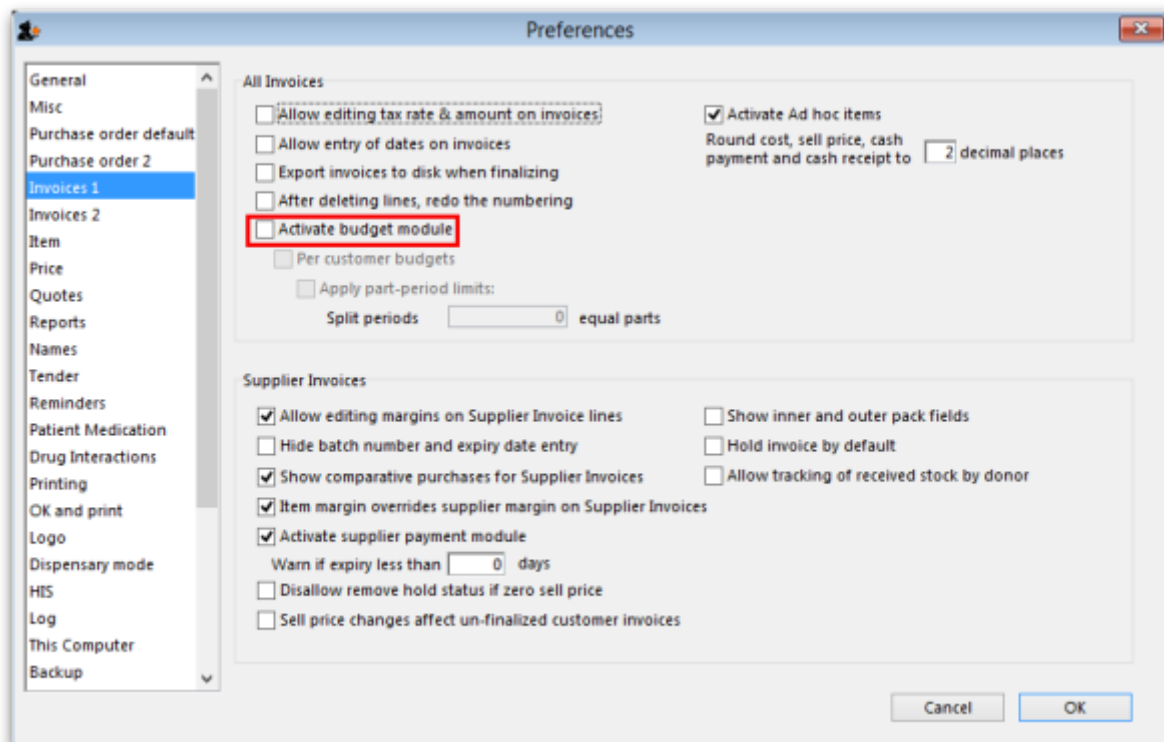 Preferences
General
Misc
Purchase order default
Purchase order 2
Invoices 1
Invoices 2
Item
Price
Quotes
Reports
Names
Tender
Reminders
Patient Medication
Drug Interactions
Printing
OK and print
Logo
Dispensary mode
HIS
Log
This Computer
Backup
All Invoices
Allow editing tax rate & amount on invoices
Allow entry of dates on invoices
Export invoices to disk when finalizing
After deleting lines, redo the numbering
Activate budget module
Per customer budgets
Apply part-period limits:
Split periods 0 equal parts
Activate Ad hoc items
Round cost, sell price, cash
payment and cash receipt to 2 decimal places
Supplier Invoices
Allow editing margins on Supplier Invoice lines
Hide batch number and expiry date entry
Show comparative purchases for Supplier Invoices
Item margin overrides supplier margin on Supplier Invoices
Activate supplier payment module
Warn if expiry less than 0 days
Disallow remove hold status if zero sell price
Sell price changes affect un-finalized customer invoices
Show inner and outer pack fields
Hold invoice by default
Allow tracking of received stock by donor
Cancel
OK